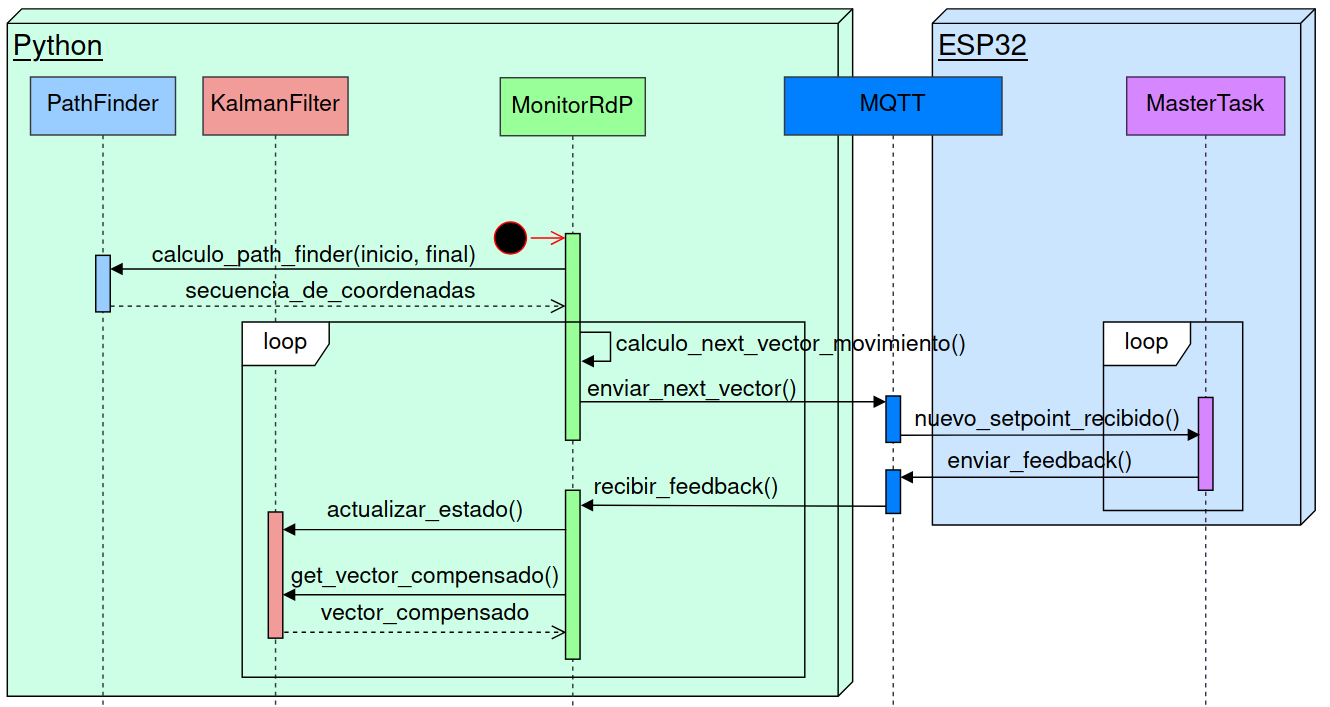 Python
ESP32
PathFinder
KalmanFilter
MonitorRdP
MQTT
MasterTask
calculo_path_finder(inicio, final)
secuencia_de_coordenadas
loop
calculo_next_vector_movimiento()
loop
enviar_next_vector()
nuevo_setpoint_recibido()
enviar_feedback()
recibir_feedback()
actualizar_estado()
get_vector_compensado()
vector_compensado